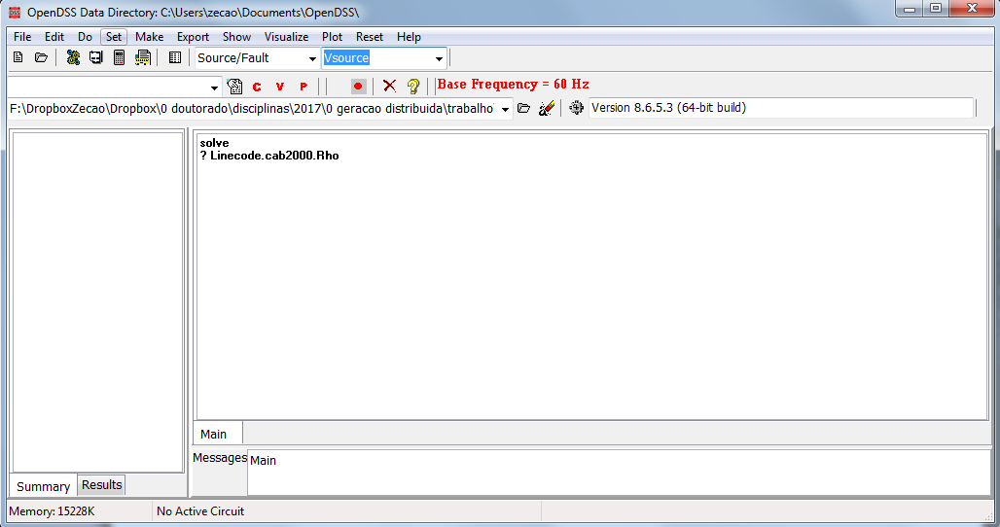 OpenDSS Data Directory: C:\Users\zecao\Documents\OpenDSS\
File Edit Do Set Make Export Show Visualize Plot Reset Help
Source/Fault Vsource
C V P Base Frequency = 60 Hz
F:\DropboxZecao\Dropbox\0 doutorado\disciplinas\2017\0 geracao distribuida\trabalho Version 8.6.5.3 (64-bit build)
solve
? Linecode.cab2000.Rho
Main
Messages Main
Summary Results
Memory: 15228K No Active Circuit